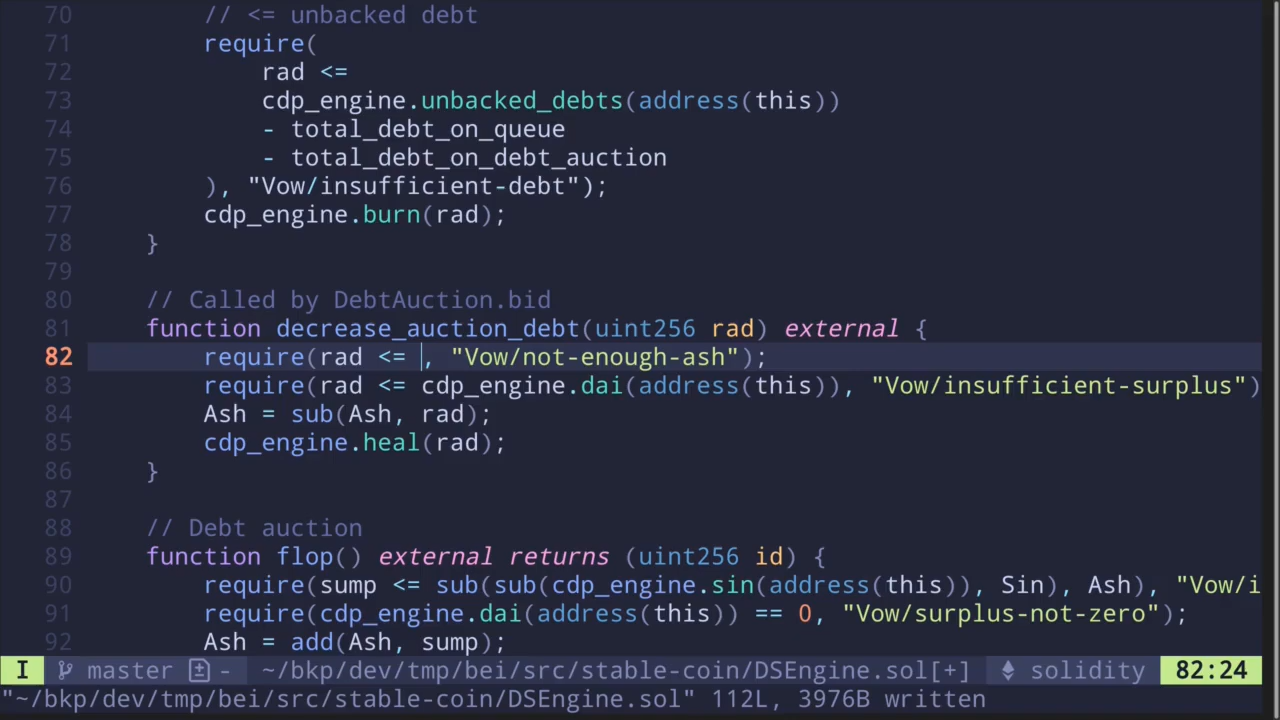 70 // <= unbacked debt
71 require(
72 rad <=
73 cdp_engine.unbacked_debts(address(this))
74 - total_debt_on_queue
75 - total_debt_on_debt_auction
76 ), "Vow/insufficient-debt");
77 cdp_engine.burn(rad);
78 }
79
80 // Called by DebtAuction.bid
81 function decrease_auction_debt(uint256 rad) external {
82 require(rad <= , "Vow/not-enough-ash");
83 require(rad <= cdp_engine.dai(address(this)), "Vow/insufficient-surplus")
84 Ash = sub(Ash, rad);
85 cdp_engine.heal(rad);
86 }
87
88 // Debt auction
89 function flop() external returns (uint256 id) {
90 require(sump <= sub(sub(cdp_engine.sin(address(this)), Sin), Ash), "Vow/i
91 require(cdp_engine.dai(address(this)) == 0, "Vow/surplus-not-zero");
92 Ash = add(Ash, sump);
I master - ~/bkp/dev/tmp/bei/src/stable-coin/DSEngine.sol[+] solidity 82:24
"~/bkp/dev/tmp/bei/src/stable-coin/DSEngine.sol" 112L, 3976B written